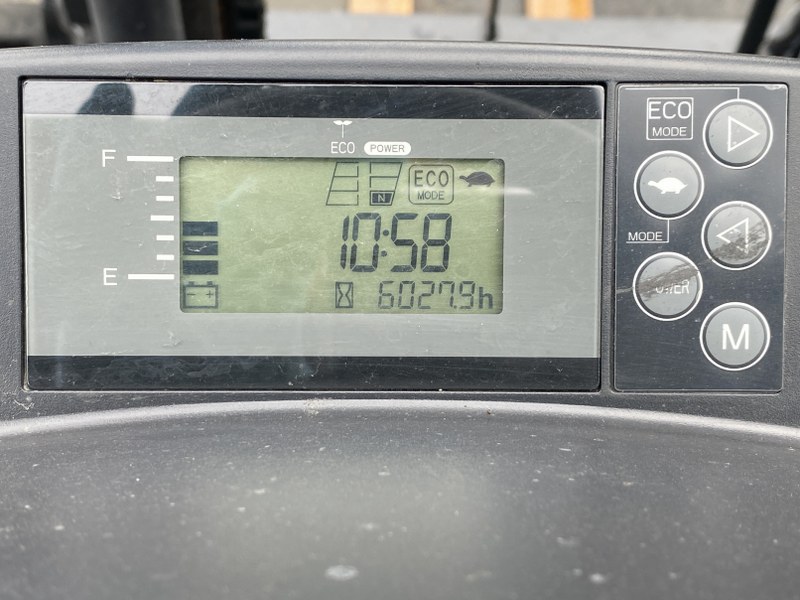 ECO POWER
F
E
N
ECO
MODE
10:58
6027.9h
ECO
MODE
MODE
M